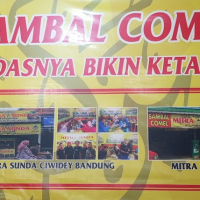 AMBAL COME
DASNYA BIKIN KETA
SAMBAL COMEL
MITRA
RA SUNDA CIWIDEY BANDUNG
MITRA